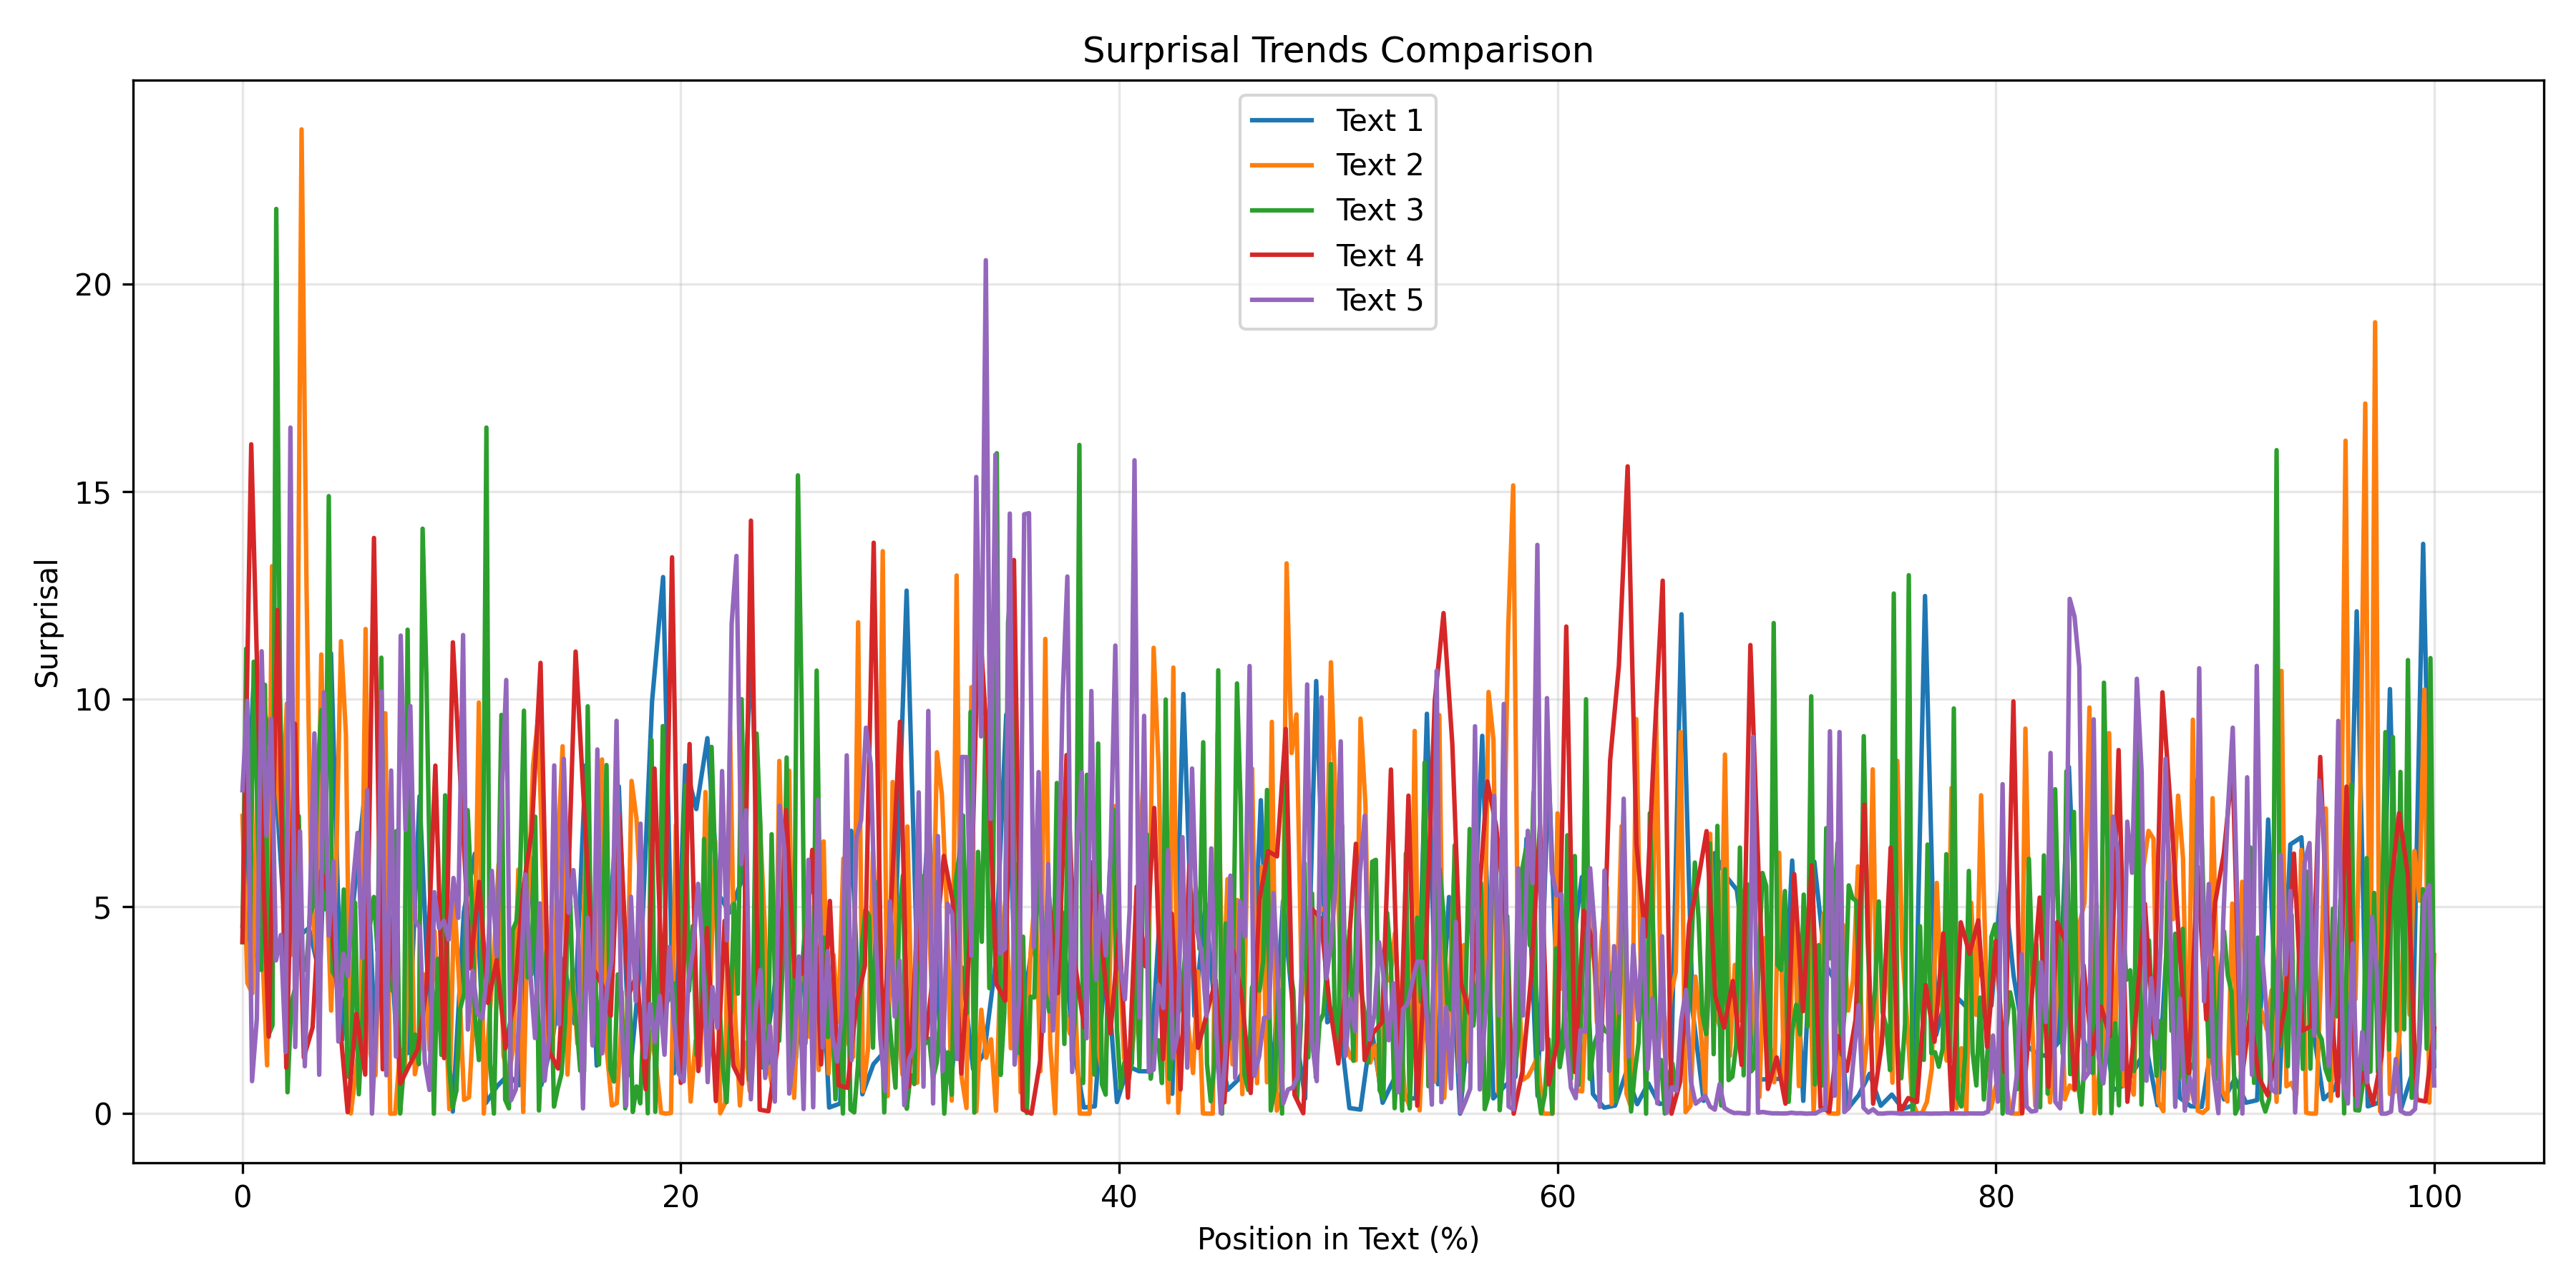 Surprisal Trends Comparison
Text 1
Text 2
Text 3
Text 4
Text 5
Surprisal
20
15
10
5
0
0 20 40 60 80 100
Position in Text (%)